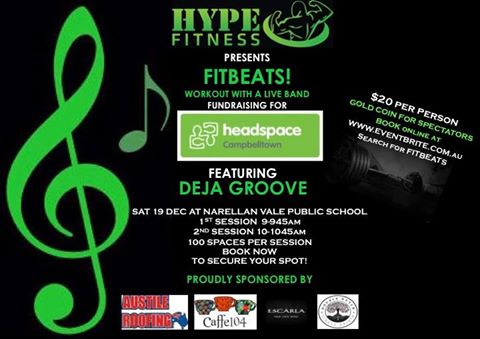 HYPE
FITNESS
PRESENTS
FITBEATS!
WORKOUT WITH A LIVE BAND
FUNDRAISING FOR
headspace
Campbelltown
FEATURING
DEJA GROOVE
SAT 19 DEC AT NARELLAN VALE PUBLIC SCHOOL
1ST SESSION 9-945AM
2ND SESSION 10-1045AM
100 SPACES PER SESSION
BOOK NOW
TO SECURE YOUR SPOT!
$20 PER PERSON
GOLD COIN FOR SPECTATORS
BOOK ONLINE AT
WWW.EVENTBRITE.COM.AU
SEARCH FOR FITBEATS
PROUDLY SPONSORED BY
AUSTILE
ROOFING
Caffe104
ESCARLA